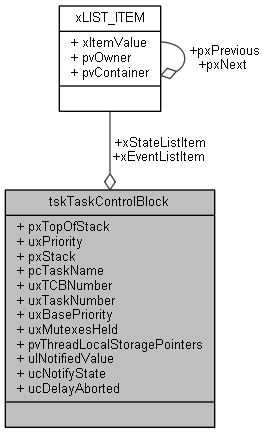 xLIST_ITEM
+ xItemValue
+ pvOwner
+ pvContainer
+pxPrevious
+pxNext
+xStateListItem
+xEventListItem
tskTaskControlBlock
+ pxTopOfStack
+ uxPriority
+ pxStack
+ pcTaskName
+ uxTCBNumber
+ uxTaskNumber
+ uxBasePriority
+ uxMutexesHeld
+ pvThreadLocalStoragePointers
+ ulNotifiedValue
+ ucNotifyState
+ ucDelayAborted